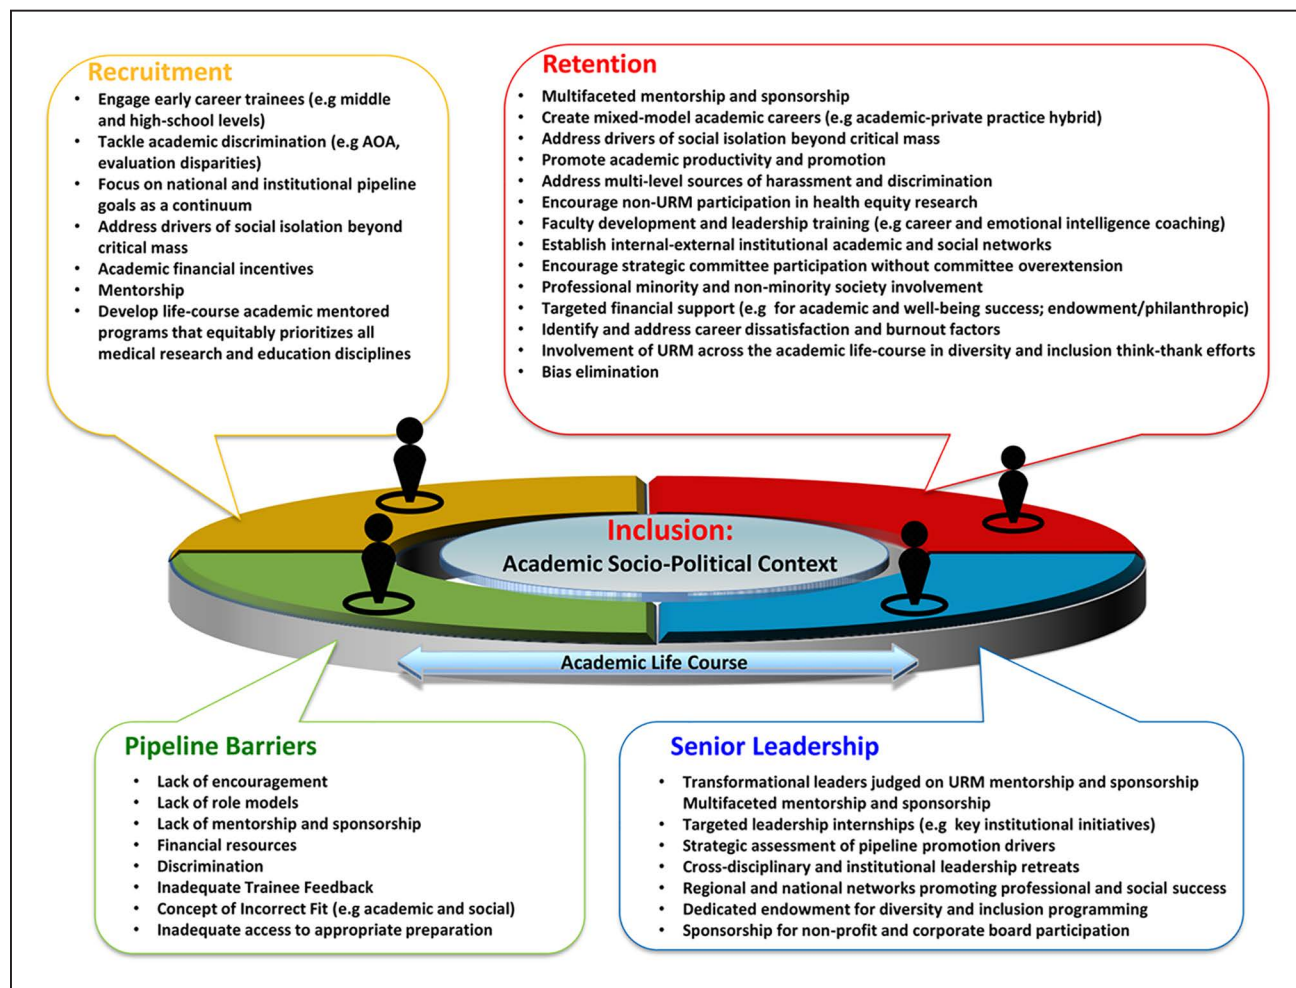 Recruitment
• Engage early career trainees (e.g middle
and high-school levels)
• Tackle academic discrimination (e.g AOA,
evaluation disparities)
• Focus on national and institutional pipeline
goals as a continuum
• Address drivers of social isolation beyond
critical mass
• Academic financial incentives
• Mentorship
• Develop life-course academic mentored
programs that equitably prioritizes all
medical research and education disciplines
Retention
• Multifaceted mentorship and sponsorship
• Create mixed-model academic careers (e.g academic-private practice hybrid)
• Address drivers of social isolation beyond critical mass
• Promote academic productivity and promotion
• Address multi-level sources of harassment and discrimination
• Encourage non-URM participation in health equity research
• Faculty development and leadership training (e.g career and emotional intelligence coaching)
• Establish internal-external institutional academic and social networks
• Encourage strategic committee participation without committee overextension
• Professional minority and non-minority society involvement
• Targeted financial support (e.g for academic and well-being success; endowment/philanthropic)
• Identify and address career dissatisfaction and burnout factors
• Involvement of URM across the academic life-course in diversity and inclusion think-thank efforts
• Bias elimination
Inclusion:
Academic Socio-Political Context
Academic Life Course
Pipeline Barriers
• Lack of encouragement
• Lack of role models
• Lack of mentorship and sponsorship
• Financial resources
• Discrimination
• Inadequate Trainee Feedback
• Concept of Incorrect Fit (e.g academic and social)
• Inadequate access to appropriate preparation
Senior Leadership
• Transformational leaders judged on URM mentorship and sponsorship
Multifaceted mentorship and sponsorship
• Targeted leadership internships (e.g key institutional initiatives)
• Strategic assessment of pipeline promotion drivers
• Cross-disciplinary and institutional leadership retreats
• Regional and national networks promoting professional and social success
• Dedicated endowment for diversity and inclusion programming
• Sponsorship for non-profit and corporate board participation